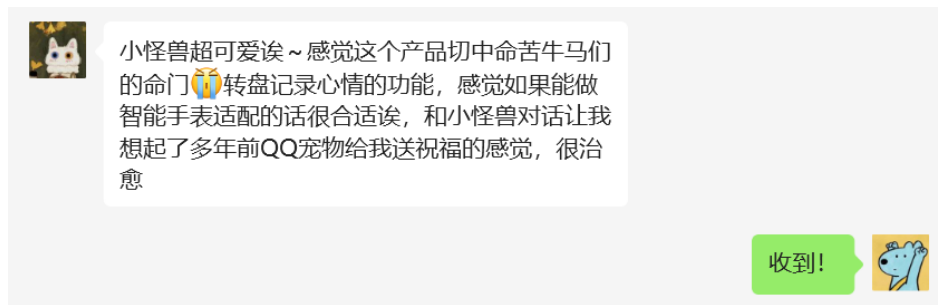 小怪兽超可爱诶～感觉这个产品切中命苦牛马们
的命门😭转盘记录心情的功能，感觉如果能做
智能手表适配的话很合适诶，和小怪兽对话让我
想起了多年前QQ宠物给我送祝福的感觉，很治
愈
收到！